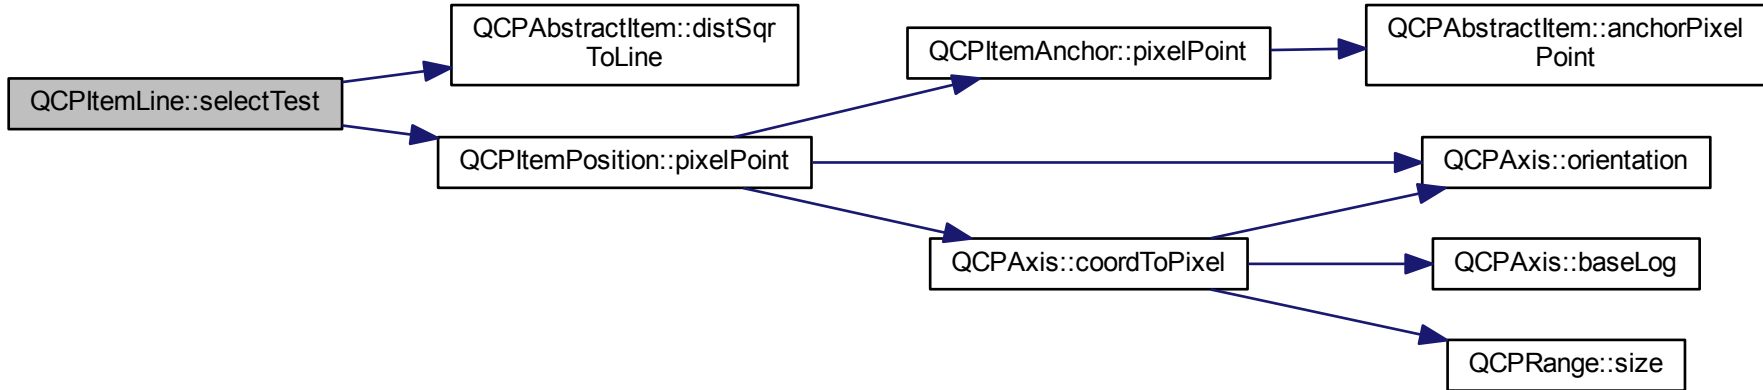 QCPItemLine::selectTest
QCPAbstractItem::distSqr
ToLine
QCPItemPosition::pixelPoint
QCPItemAnchor::pixelPoint
QCPAxis::coordToPixel
QCPAbstractItem::anchorPixel
Point
QCPAxis::orientation
QCPAxis::baseLog
QCPRange::size